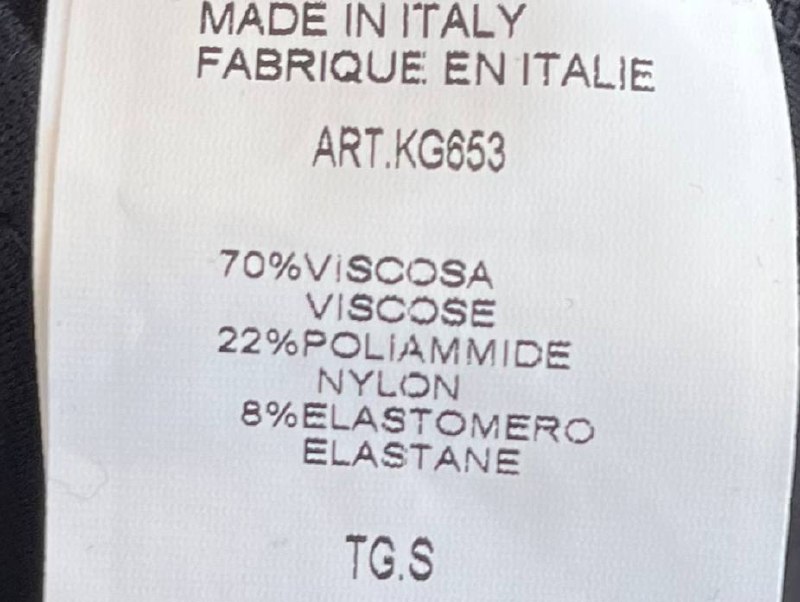 MADE IN ITALY
FABRIQUE EN ITALIE
ART.KG653
70%VISCOSA
VISCOSE
22%POLIAMMIDE
NYLON
8%ELASTOMERO
ELASTANE
TG.S